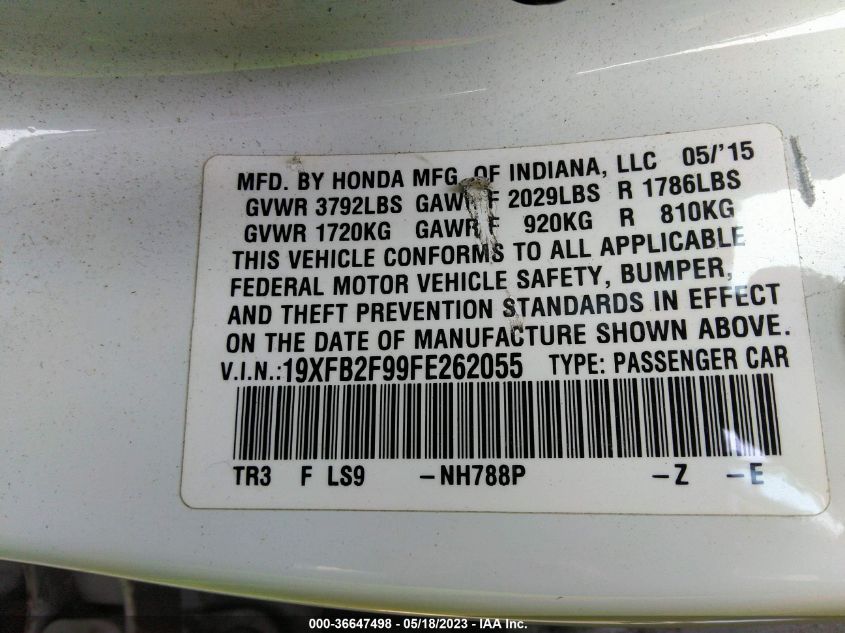 MFD. BY HONDA MFG. OF INDIANA, LLC 05/'15
GVWR 3792LBS GAWR F 2029LBS R 1786LBS
GVWR 1720KG GAWR F 920KG R 810KG
THIS VEHICLE CONFORMS TO ALL APPLICABLE
FEDERAL MOTOR VEHICLE SAFETY, BUMPER,
AND THEFT PREVENTION STANDARDS IN EFFECT
ON THE DATE OF MANUFACTURE SHOWN ABOVE.
V.I.N.:19XFB2F99FE262055 TYPE: PASSENGER CAR
TR3 F LS9 –NH788P –Z –E
000-36647498 - 05/18/2023 - IAA Inc.